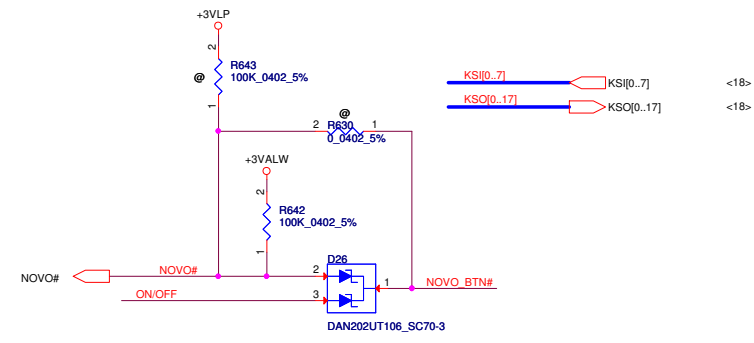 +3VLP
2
R643
@
100K_0402_5%
1
KSI[0..7]
KSI[0..7]
<18>
KSO[0..17]
KSO[0..17]
<18>
@
2
R630
1
0_0402_5%
+3VALW
2
R642
100K_0402_5%
1
D26
NOVO#
NOVO#
2
1
NOVO_BTN#
ON/OFF
3
DAN202UT106_SC70-3